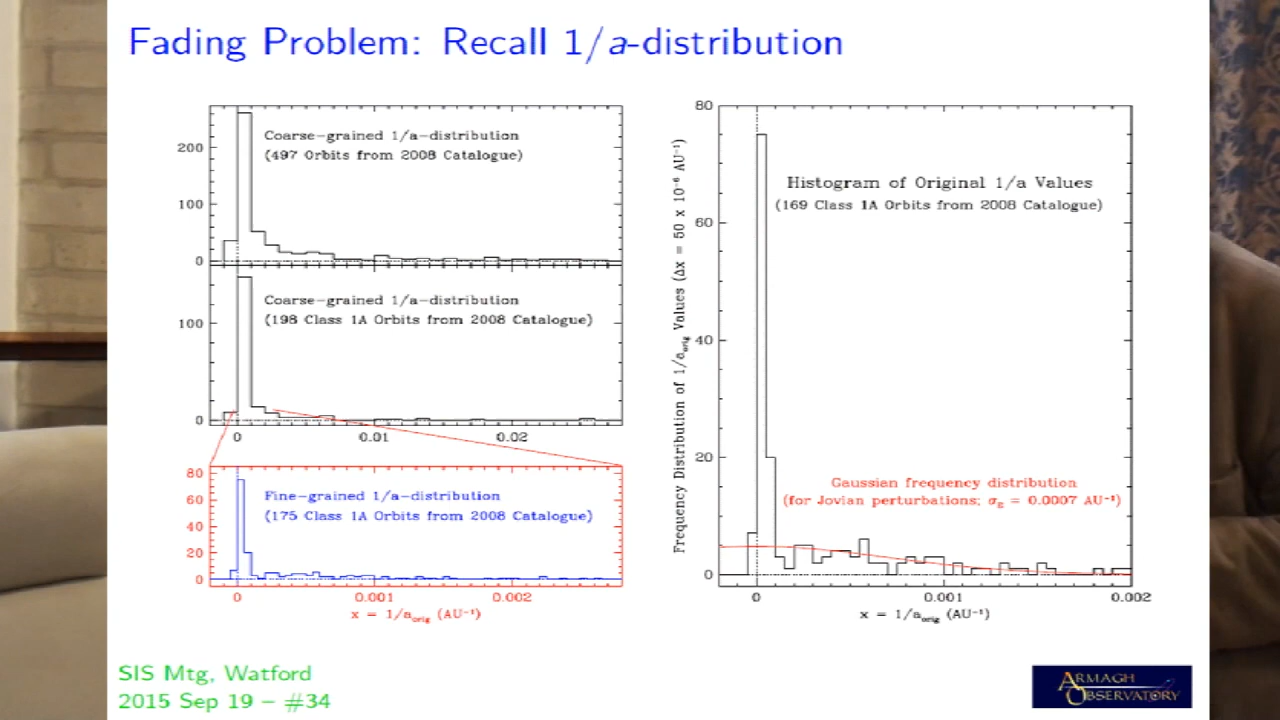 Fading Problem: Recall 1/a-distribution
200
100
0
Coarse-grained 1/a-distribution
(497 Orbits from 2008 Catalogue)
100
0
Coarse-grained 1/a-distribution
(198 Class 1A Orbits from 2008 Catalogue)
0 0.01 0.02
80
60
40
20
0
Fine-grained 1/a-distribution
(175 Class 1A Orbits from 2008 Catalogue)
0 0.001 0.002
x = 1/a_orig (AU⁻¹)
Frequency Distribution of 1/a_orig Values (Δx = 50 x 10⁻⁶ AU⁻¹)
80
60
40
20
0
Histogram of Original 1/a Values
(169 Class 1A Orbits from 2008 Catalogue)
Gaussian frequency distribution
(for Jovian perturbations; σ_E = 0.0007 AU⁻¹)
0 0.001 0.002
x = 1/a_orig (AU⁻¹)
SIS Mtg, Watford
2015 Sep 19 – #34
ARMAGH
OBSERVATORY